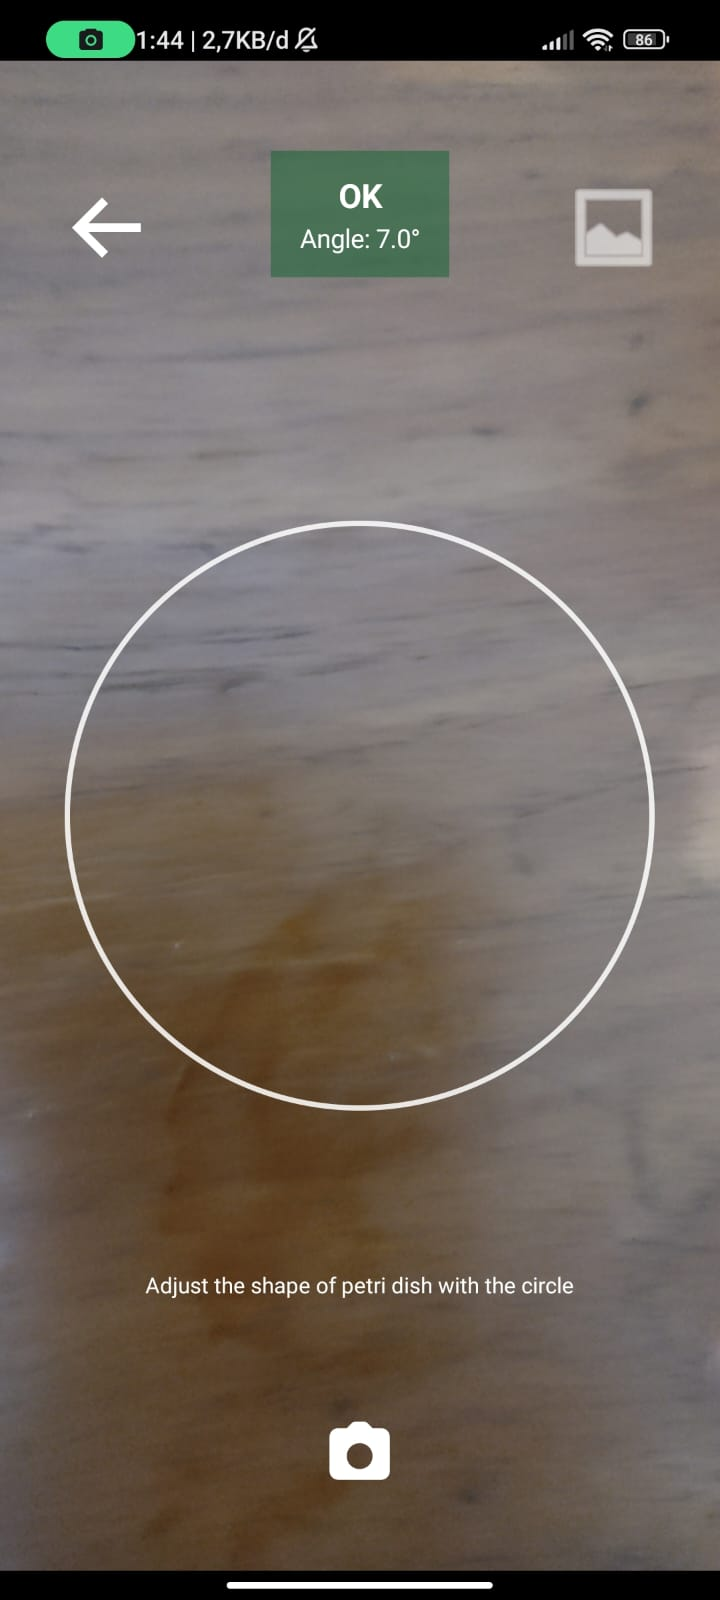 1:44 | 2,7KB/d
86
OK
Angle: 7.0°
Adjust the shape of petri dish with the circle